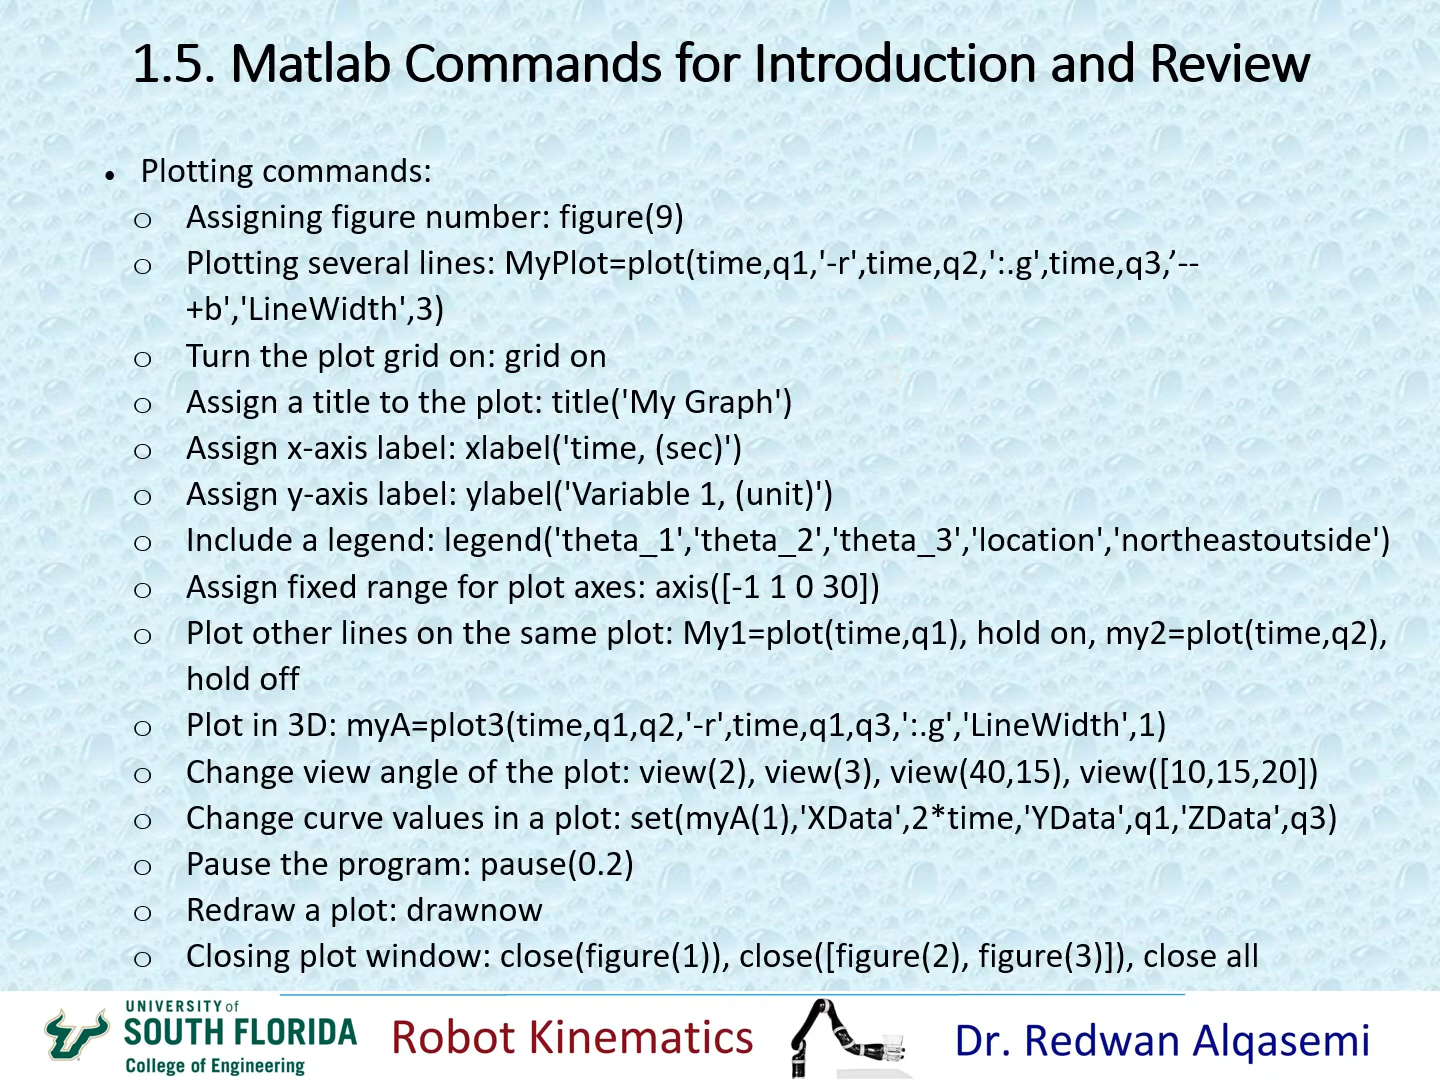 1.5. Matlab Commands for Introduction and Review
• Plotting commands:
o Assigning figure number: figure(9)
o Plotting several lines: MyPlot=plot(time,q1,'-r',time,q2,':.g',time,q3,’--
+b','LineWidth',3)
o Turn the plot grid on: grid on
o Assign a title to the plot: title('My Graph')
o Assign x-axis label: xlabel('time, (sec)')
o Assign y-axis label: ylabel('Variable 1, (unit)')
o Include a legend: legend('theta_1','theta_2','theta_3','location','northeastoutside')
o Assign fixed range for plot axes: axis([-1 1 0 30])
o Plot other lines on the same plot: My1=plot(time,q1), hold on, my2=plot(time,q2),
hold off
o Plot in 3D: myA=plot3(time,q1,q2,'-r',time,q1,q3,':.g','LineWidth',1)
o Change view angle of the plot: view(2), view(3), view(40,15), view([10,15,20])
o Change curve values in a plot: set(myA(1),'XData',2*time,'YData',q1,'ZData',q3)
o Pause the program: pause(0.2)
o Redraw a plot: drawnow
o Closing plot window: close(figure(1)), close([figure(2), figure(3)]), close all
UNIVERSITY of
SOUTH FLORIDA
College of Engineering
Robot Kinematics
Dr. Redwan Alqasemi